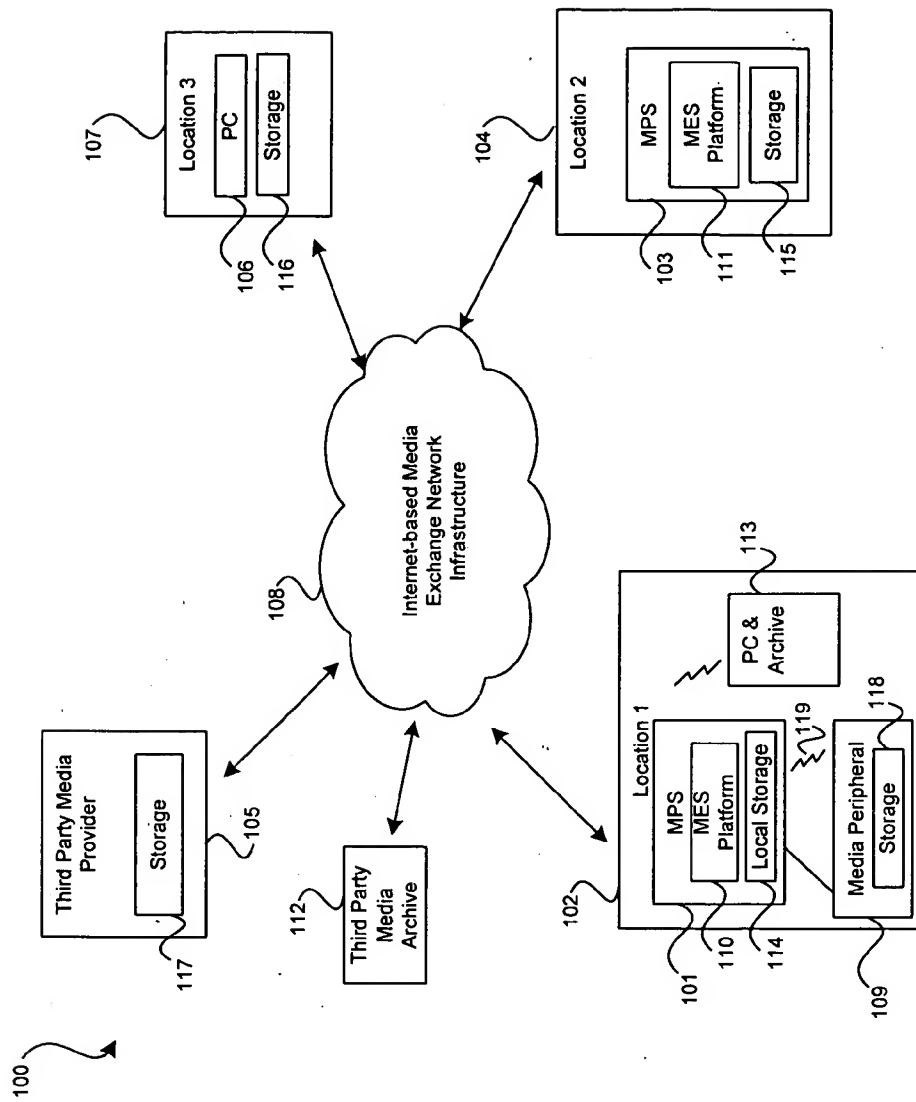 100
Third Party Media
Provider
Storage
117
105
112
Third Party
Media
Archive
108
Internet-based Media
Exchange Network
Infrastructure
107
Location 3
PC
Storage
106
116
104
Location 2
MPS
MES
Platform
Storage
103
111
115
102
Location 1
MPS
MES
Platform
Local Storage
101
110
114
PC &
Archive
113
119
Media Peripheral
Storage
118
109